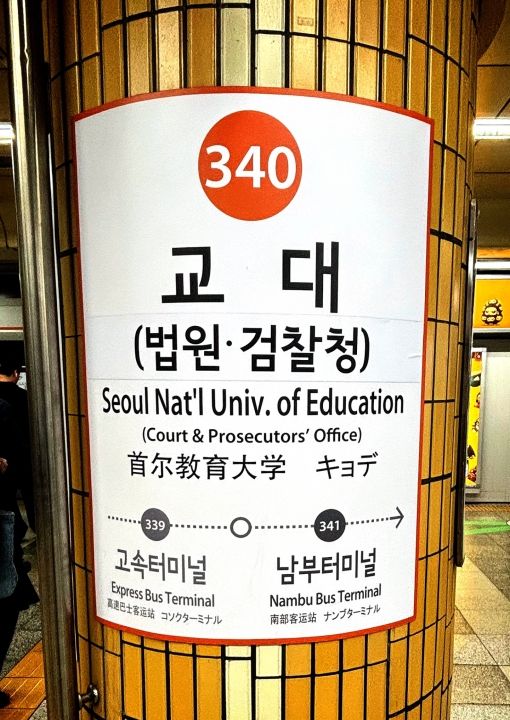 340
교 대
(법원·검찰청)
Seoul Nat'l Univ. of Education
(Court & Prosecutors' Office)
首尔教育大学 キョデ
339 341
고속터미널 남부터미널
Express Bus Terminal Nambu Bus Terminal
高速巴士客运站 コソクターミナル 南部客运站 ナンブターミナル